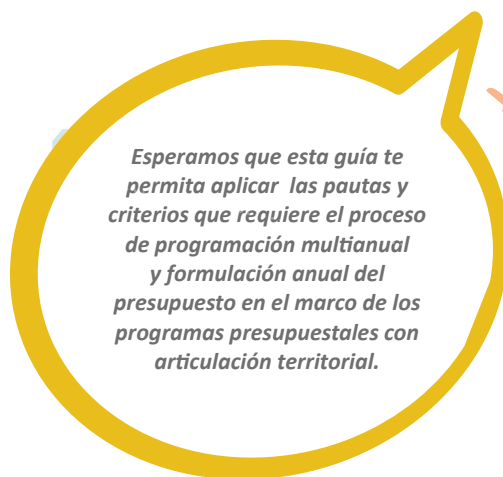 Esperamos que esta guía te
permita aplicar las pautas y
criterios que requiere el proceso
de programación multianual
y formulación anual del
presupuesto en el marco de los
programas presupuestales con
articulación territorial.